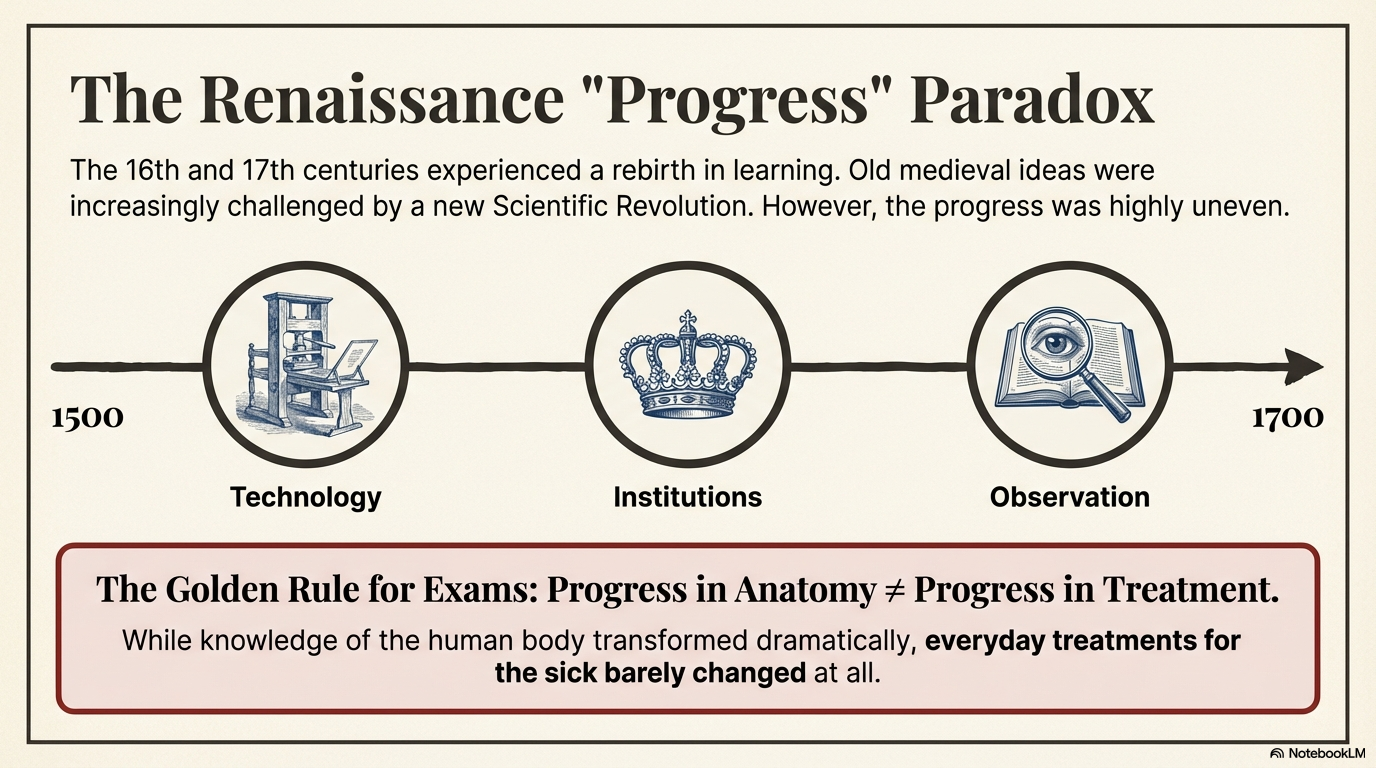 The Renaissance "Progress" Paradox
The 16th and 17th centuries experienced a rebirth in learning. Old medieval ideas were
increasingly challenged by a new Scientific Revolution. However, the progress was highly uneven.
1500
1700
Technology
Institutions
Observation
The Golden Rule for Exams: Progress in Anatomy ≠ Progress in Treatment.
While knowledge of the human body transformed dramatically, everyday treatments for
the sick barely changed at all.
NotebookLM